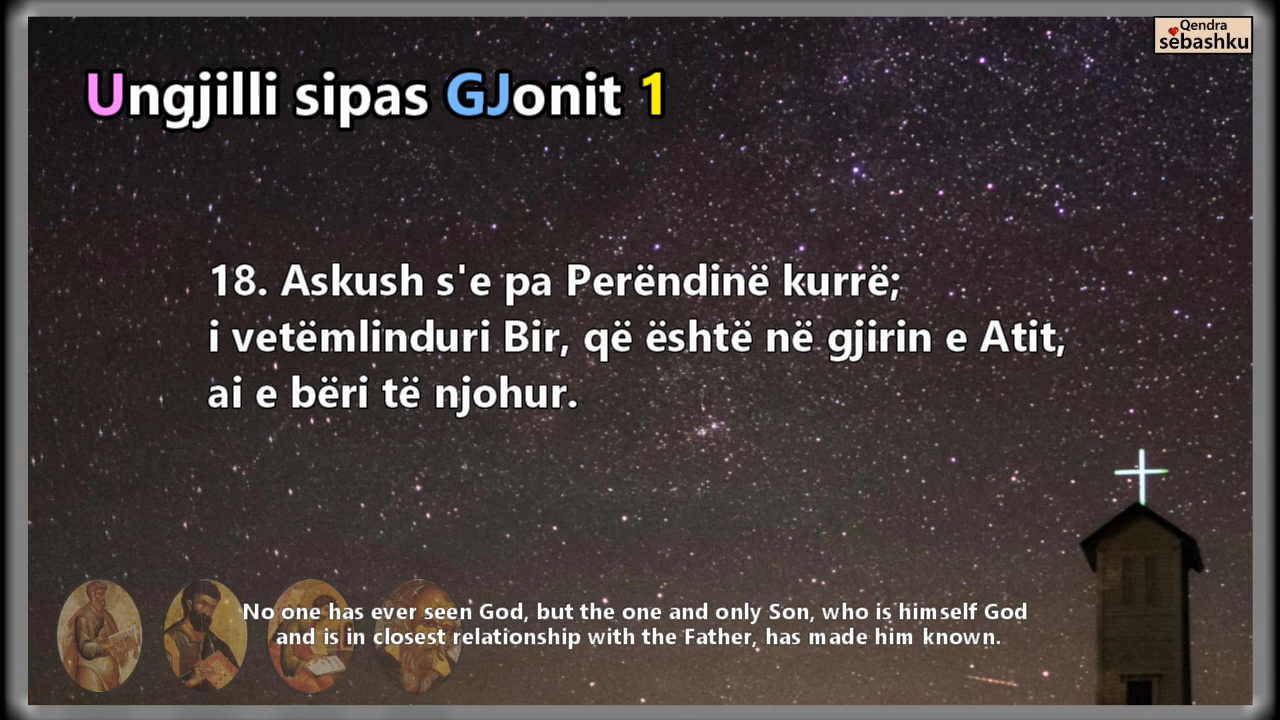 Qendra
sebashku
Ungjilli sipas GJonit 1
18. Askush s'e pa Perëndinë kurrë;
i vetëmlinduri Bir, që është në gjirin e Atit,
ai e bëri të njohur.
No one has ever seen God, but the one and only Son, who is himself God
and is in closest relationship with the Father, has made him known.